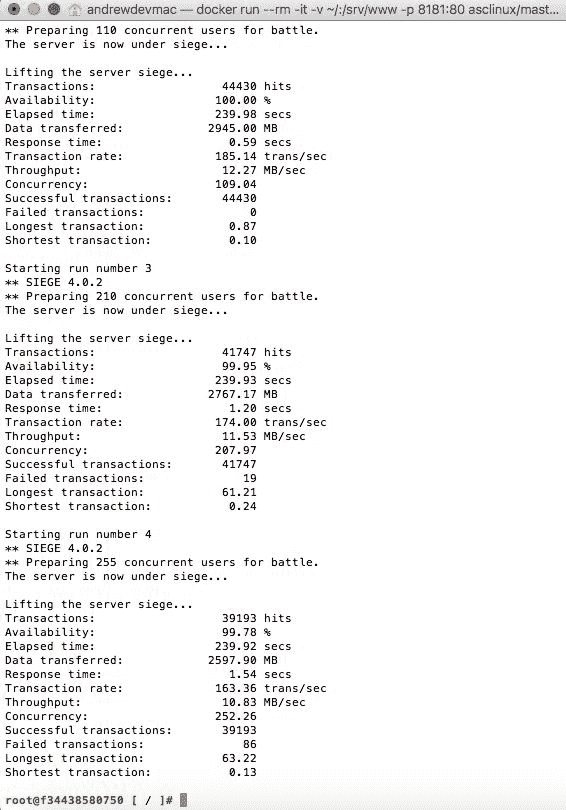 andrewdevmac — docker run --rm -it -v ~/:/srv/www -p 8181:80 asclinux/mast...
** Preparing 110 concurrent users for battle.
The server is now under siege...
Lifting the server siege...
Transactions: 44430 hits
Availability: 100.00 %
Elapsed time: 239.98 secs
Data transferred: 2945.00 MB
Response time: 0.59 secs
Transaction rate: 185.14 trans/sec
Throughput: 12.27 MB/sec
Concurrency: 109.04
Successful transactions: 44430
Failed transactions: 0
Longest transaction: 0.87
Shortest transaction: 0.10
Starting run number 3
** SIEGE 4.0.2
** Preparing 210 concurrent users for battle.
The server is now under siege...
Lifting the server siege...
Transactions: 41747 hits
Availability: 99.95 %
Elapsed time: 239.93 secs
Data transferred: 2767.17 MB
Response time: 1.20 secs
Transaction rate: 174.00 trans/sec
Throughput: 11.53 MB/sec
Concurrency: 207.97
Successful transactions: 41747
Failed transactions: 19
Longest transaction: 61.21
Shortest transaction: 0.24
Starting run number 4
** SIEGE 4.0.2
** Preparing 255 concurrent users for battle.
The server is now under siege...
Lifting the server siege...
Transactions: 39193 hits
Availability: 99.78 %
Elapsed time: 239.92 secs
Data transferred: 2597.90 MB
Response time: 1.54 secs
Transaction rate: 163.36 trans/sec
Throughput: 10.83 MB/sec
Concurrency: 252.26
Successful transactions: 39193
Failed transactions: 86
Longest transaction: 63.22
Shortest transaction: 0.13
root@f34438580750 [ / ]#